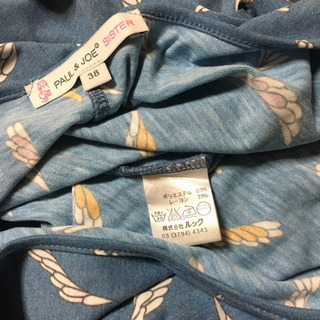 PAUL & JOE
SISTER
38
ポリエステル
レーヨン 39%
株式会社ルック
03 (3794) 4343